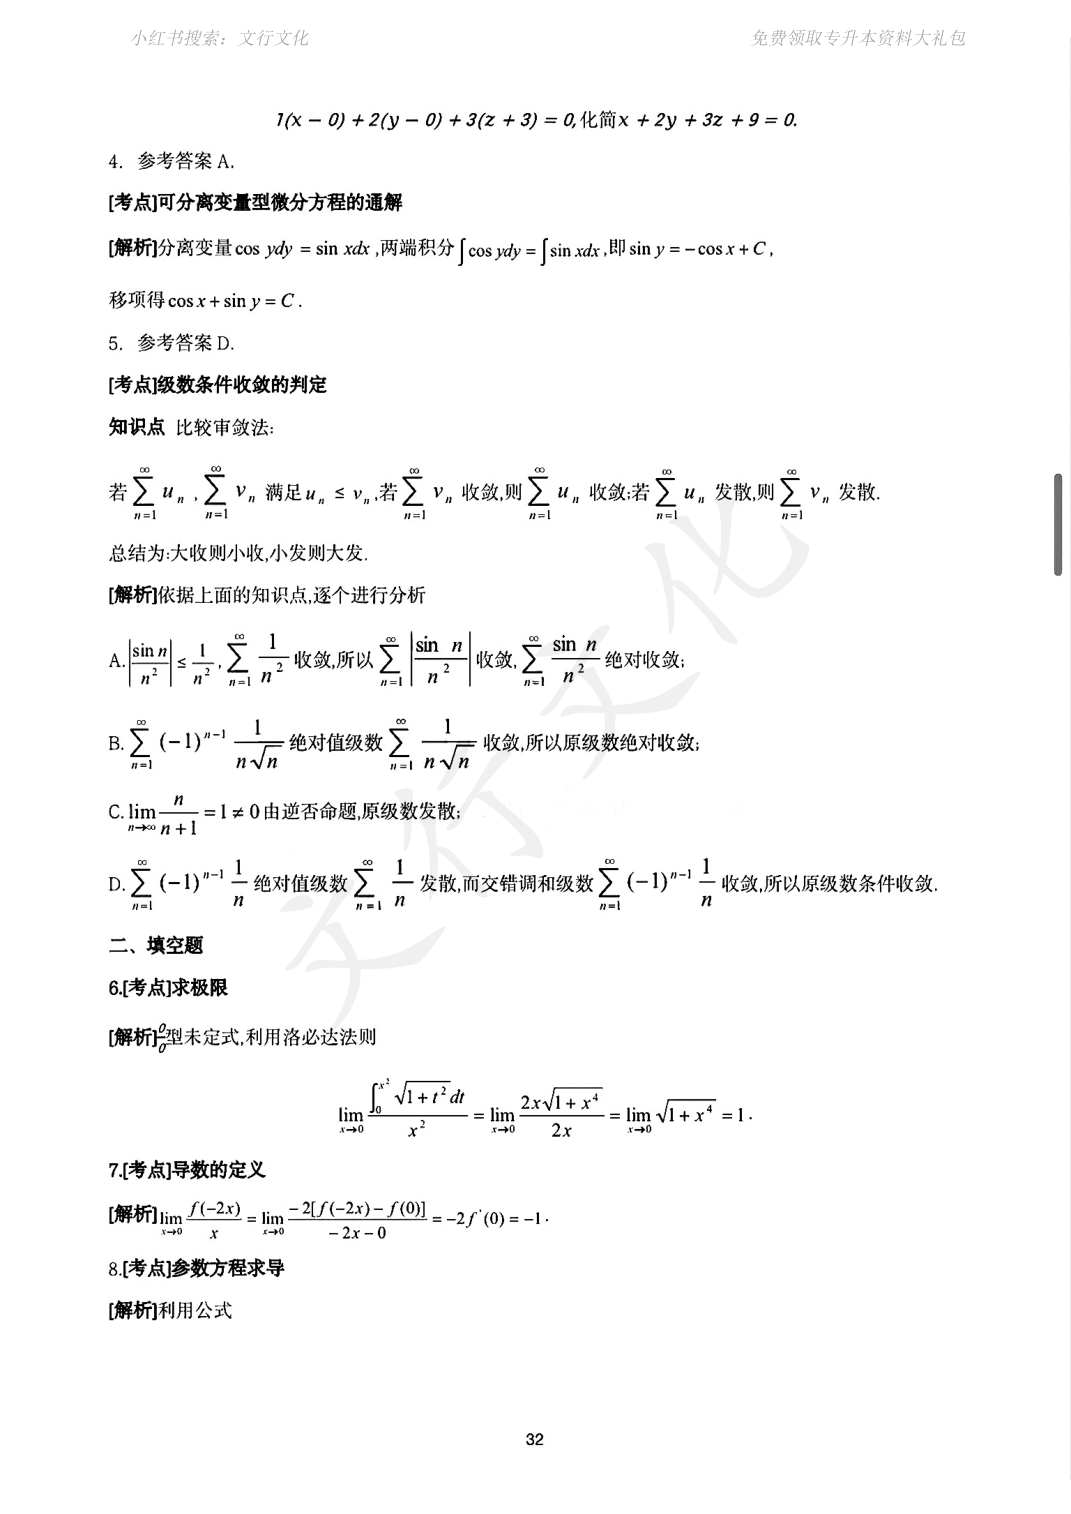 小红书搜索：文行文化
免费领取专升本资料大礼包
1(x − 0) + 2(y − 0) + 3(z + 3) = 0,化简x + 2y + 3z + 9 = 0.
4. 参考答案 A.
[考点]可分离变量型微分方程的通解
[解析]分离变量 cos ydy = sin xdx ,两端积分 ∫cos ydy = ∫sin xdx ,即 sin y = − cos x + C ,
移项得 cos x + sin y = C .
5. 参考答案 D.
[考点]级数条件收敛的判定
知识点 比较审敛法:
若 ∑_{n=1}^{∞} u_n , ∑_{n=1}^{∞} v_n 满足 u_n ≤ v_n ,若 ∑_{n=1}^{∞} v_n 收敛,则 ∑_{n=1}^{∞} u_n 收敛;若 ∑_{n=1}^{∞} u_n 发散,则 ∑_{n=1}^{∞} v_n 发散.
总结为:大收则小收,小发则大发.
[解析]依据上面的知识点,逐个进行分析
A. |sin n / n²| ≤ 1/n² , ∑_{n=1}^{∞} 1/n² 收敛,所以 ∑_{n=1}^{∞} |sin n / n²| 收敛, ∑_{n=1}^{∞} sin n / n² 绝对收敛;
B. ∑_{n=1}^{∞} (−1)^{n−1} 1/(n√n) 绝对值级数 ∑_{n=1}^{∞} 1/(n√n) 收敛,所以原级数绝对收敛;
C. lim_{n→∞} n/(n+1) = 1 ≠ 0 由逆否命题,原级数发散;
D. ∑_{n=1}^{∞} (−1)^{n−1} 1/n 绝对值级数 ∑_{n=1}^{∞} 1/n 发散,而交错调和级数 ∑_{n=1}^{∞} (−1)^{n−1} 1/n 收敛,所以原级数条件收敛.
二、填空题
6.[考点]求极限
[解析]0/0型未定式,利用洛必达法则
lim_{x→0} ∫_0^{x²} √(1+t²) dt / x² = lim_{x→0} 2x√(1+x⁴) / 2x = lim_{x→0} √(1+x⁴) = 1 .
7.[考点]导数的定义
[解析] lim_{x→0} f(−2x)/x = lim_{x→0} −2[f(−2x) − f(0)] / (−2x − 0) = −2f'(0) = −1 .
8.[考点]参数方程求导
[解析]利用公式
32
文行文化